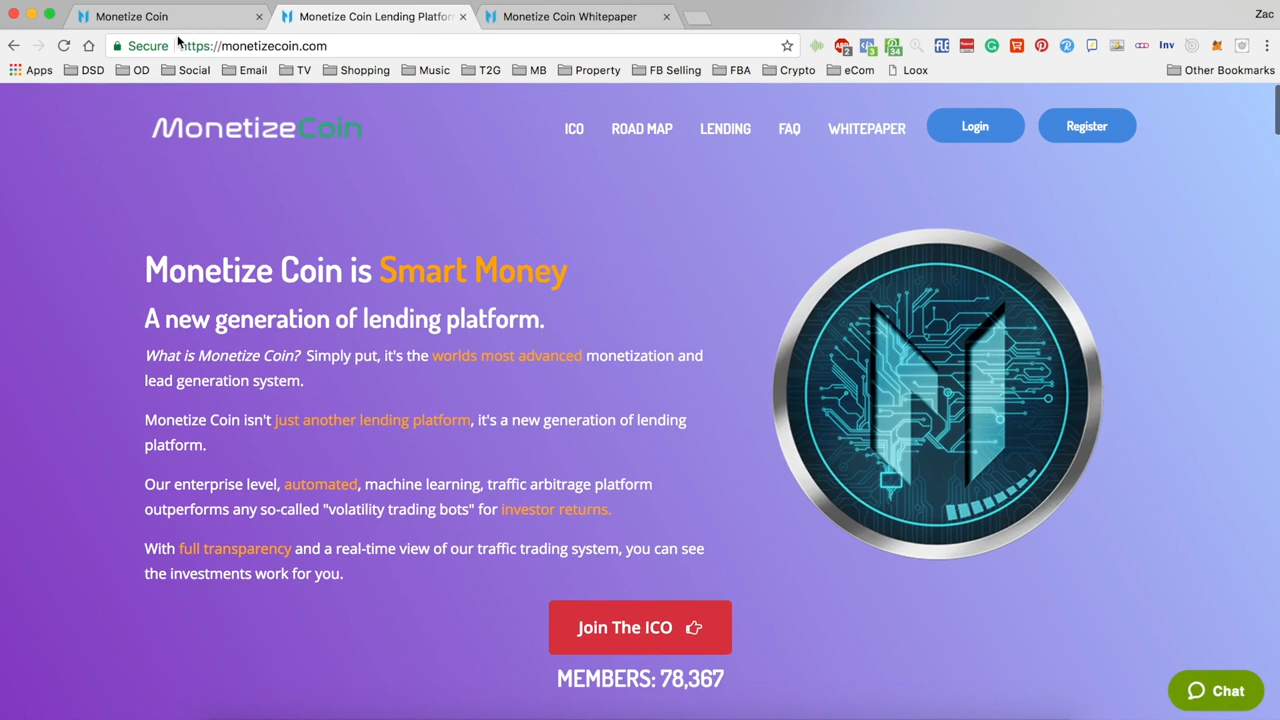 Monetize Coin
Monetize Coin Lending Platfor
Monetize Coin Whitepaper
Zac
Secure
https://monetizecoin.com
2
3
34
FLE
Inv
Apps
DSD
OD
Social
Email
TV
Shopping
Music
T2G
MB
Property
FB Selling
FBA
Crypto
eCom
Loox
Other Bookmarks
MonetizeCoin
ICO
ROAD MAP
LENDING
FAQ
WHITEPAPER
Login
Register
Monetize Coin is Smart Money
A new generation of lending platform.
What is Monetize Coin? Simply put, it's the worlds most advanced monetization and
lead generation system.
Monetize Coin isn't just another lending platform, it's a new generation of lending
platform.
Our enterprise level, automated, machine learning, traffic arbitrage platform
outperforms any so-called "volatility trading bots" for investor returns.
With full transparency and a real-time view of our traffic trading system, you can see
the investments work for you.
Join The ICO
MEMBERS: 78,367
Chat